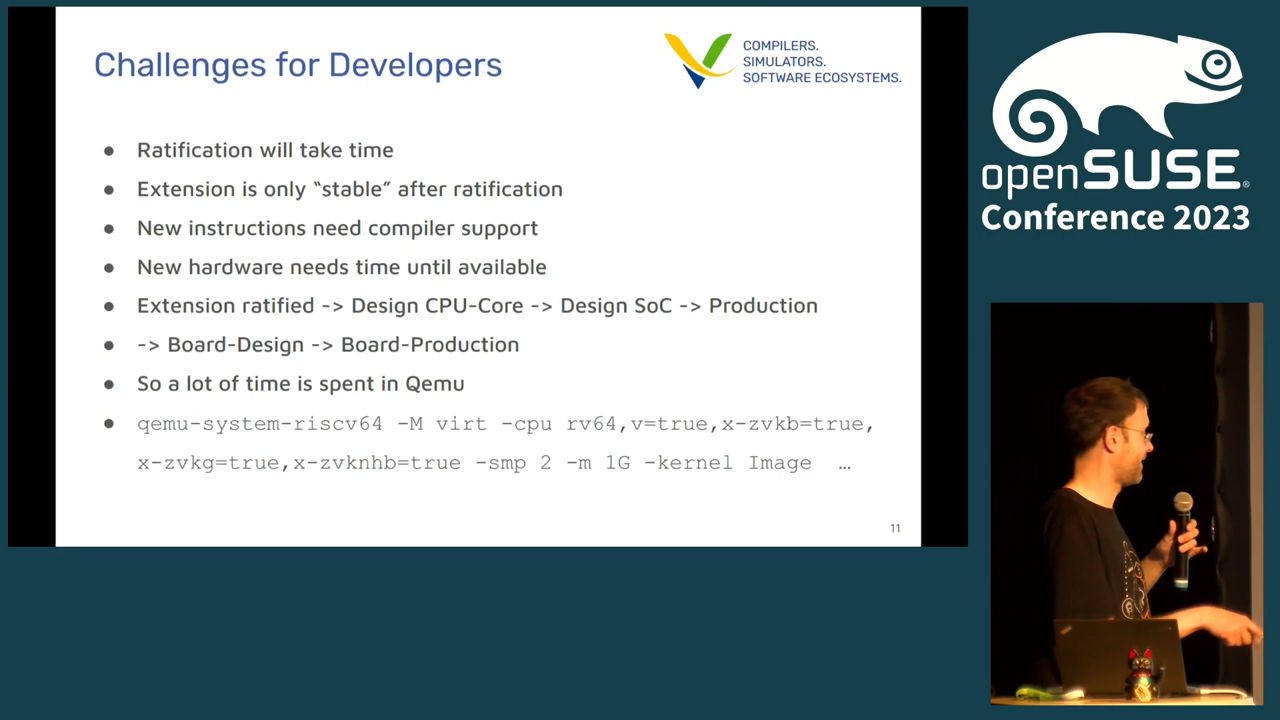 Challenges for Developers
COMPILERS.
SIMULATORS.
SOFTWARE ECOSYSTEMS.
● Ratification will take time
● Extension is only “stable” after ratification
● New instructions need compiler support
● New hardware needs time until available
● Extension ratified -> Design CPU-Core -> Design SoC -> Production
● -> Board-Design -> Board-Production
● So a lot of time is spent in Qemu
● qemu-system-riscv64 -M virt -cpu rv64,v=true,x-zvkb=true,
x-zvkg=true,x-zvknhb=true -smp 2 -m 1G -kernel Image …
11
openSUSE®
Conference 2023